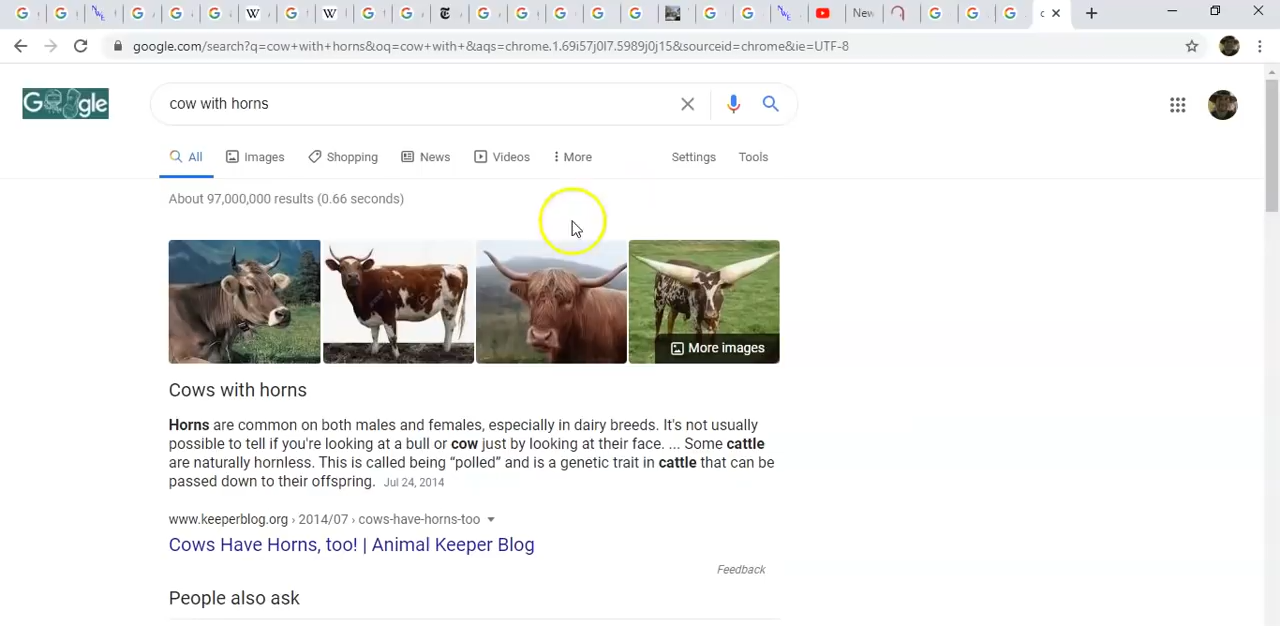 google.com/search?q=cow+with+horns&oq=cow+with+&aqs=chrome.1.69i57j0l7.5989j0j15&sourceid=chrome&ie=UTF-8
Google
cow with horns
All Images Shopping News Videos More Settings Tools
About 97,000,000 results (0.66 seconds)
More images
Cows with horns
Horns are common on both males and females, especially in dairy breeds. It's not usually
possible to tell if you're looking at a bull or cow just by looking at their face. ... Some cattle
are naturally hornless. This is called being “polled” and is a genetic trait in cattle that can be
passed down to their offspring. Jul 24, 2014
www.keeperblog.org › 2014/07 › cows-have-horns-too
Cows Have Horns, too! | Animal Keeper Blog
Feedback
People also ask